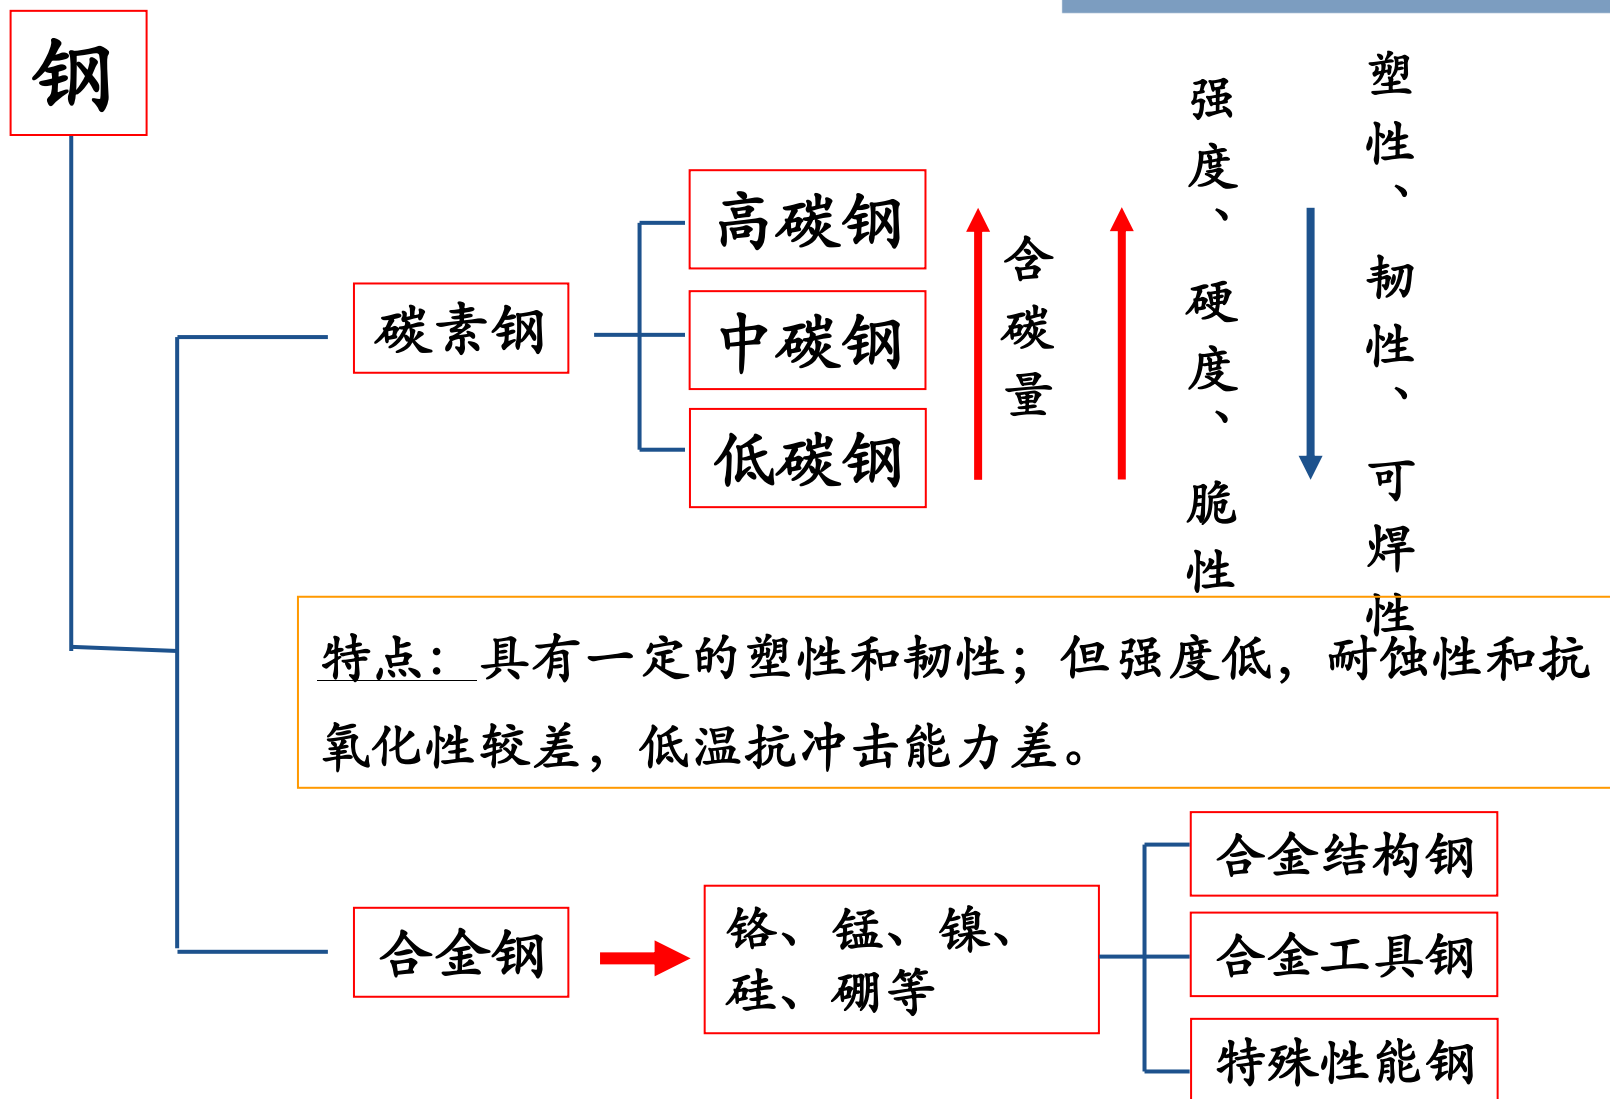 钢
碳素钢
高碳钢
中碳钢
低碳钢
含碳量
强度、硬度、脆性
塑性、韧性、可焊性
特点：具有一定的塑性和韧性；但强度低，耐蚀性和抗
氧化性较差，低温抗冲击能力差。
合金钢
铬、锰、镍、
硅、硼等
合金结构钢
合金工具钢
特殊性能钢